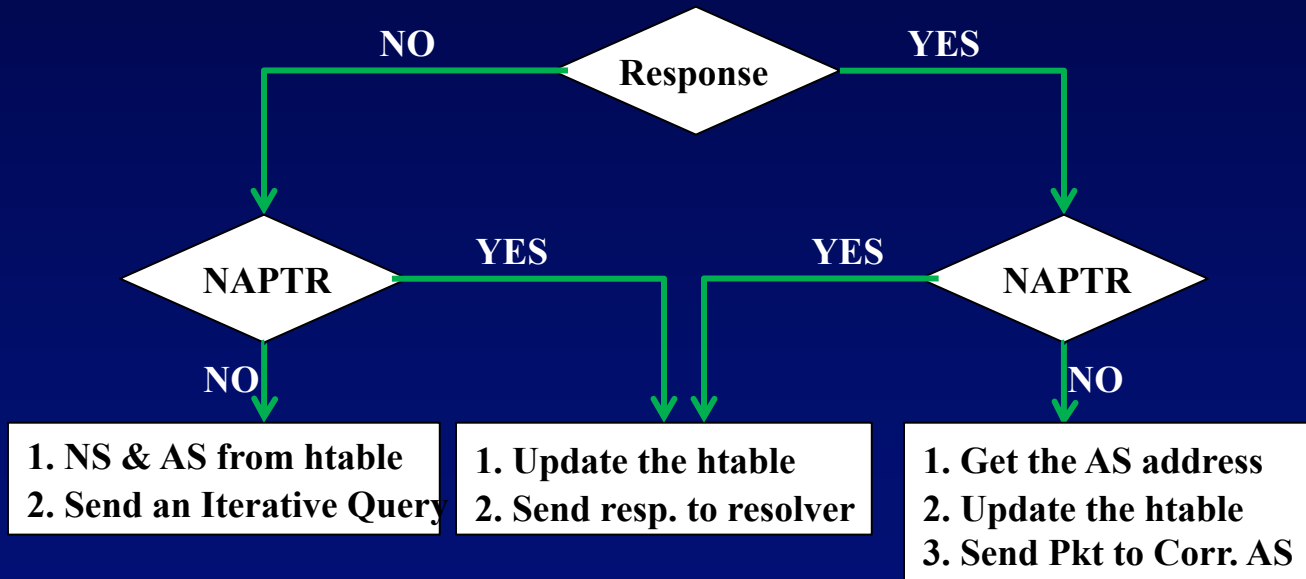 NO
YES
Response
YES
YES
NAPTR
NAPTR
NO
NO
1. NS & AS from htable
2. Send an Iterative Query
1. Update the htable
2. Send resp. to resolver
1. Get the AS address
2. Update the htable
3. Send Pkt to Corr. AS